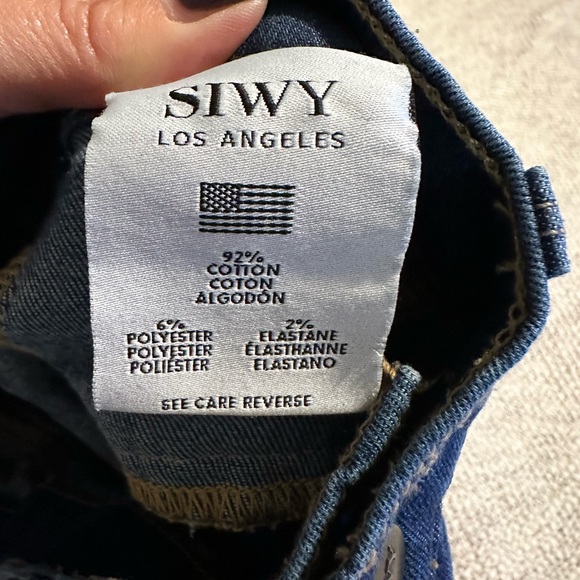 SIWY
LOS ANGELES
92%
COTTON
COTON
ALGODÓN
6%
POLYESTER
POLYESTER
POLIÉSTER
2%
ELASTANE
ÉLASTHANNE
ELASTANO
SEE CARE REVERSE